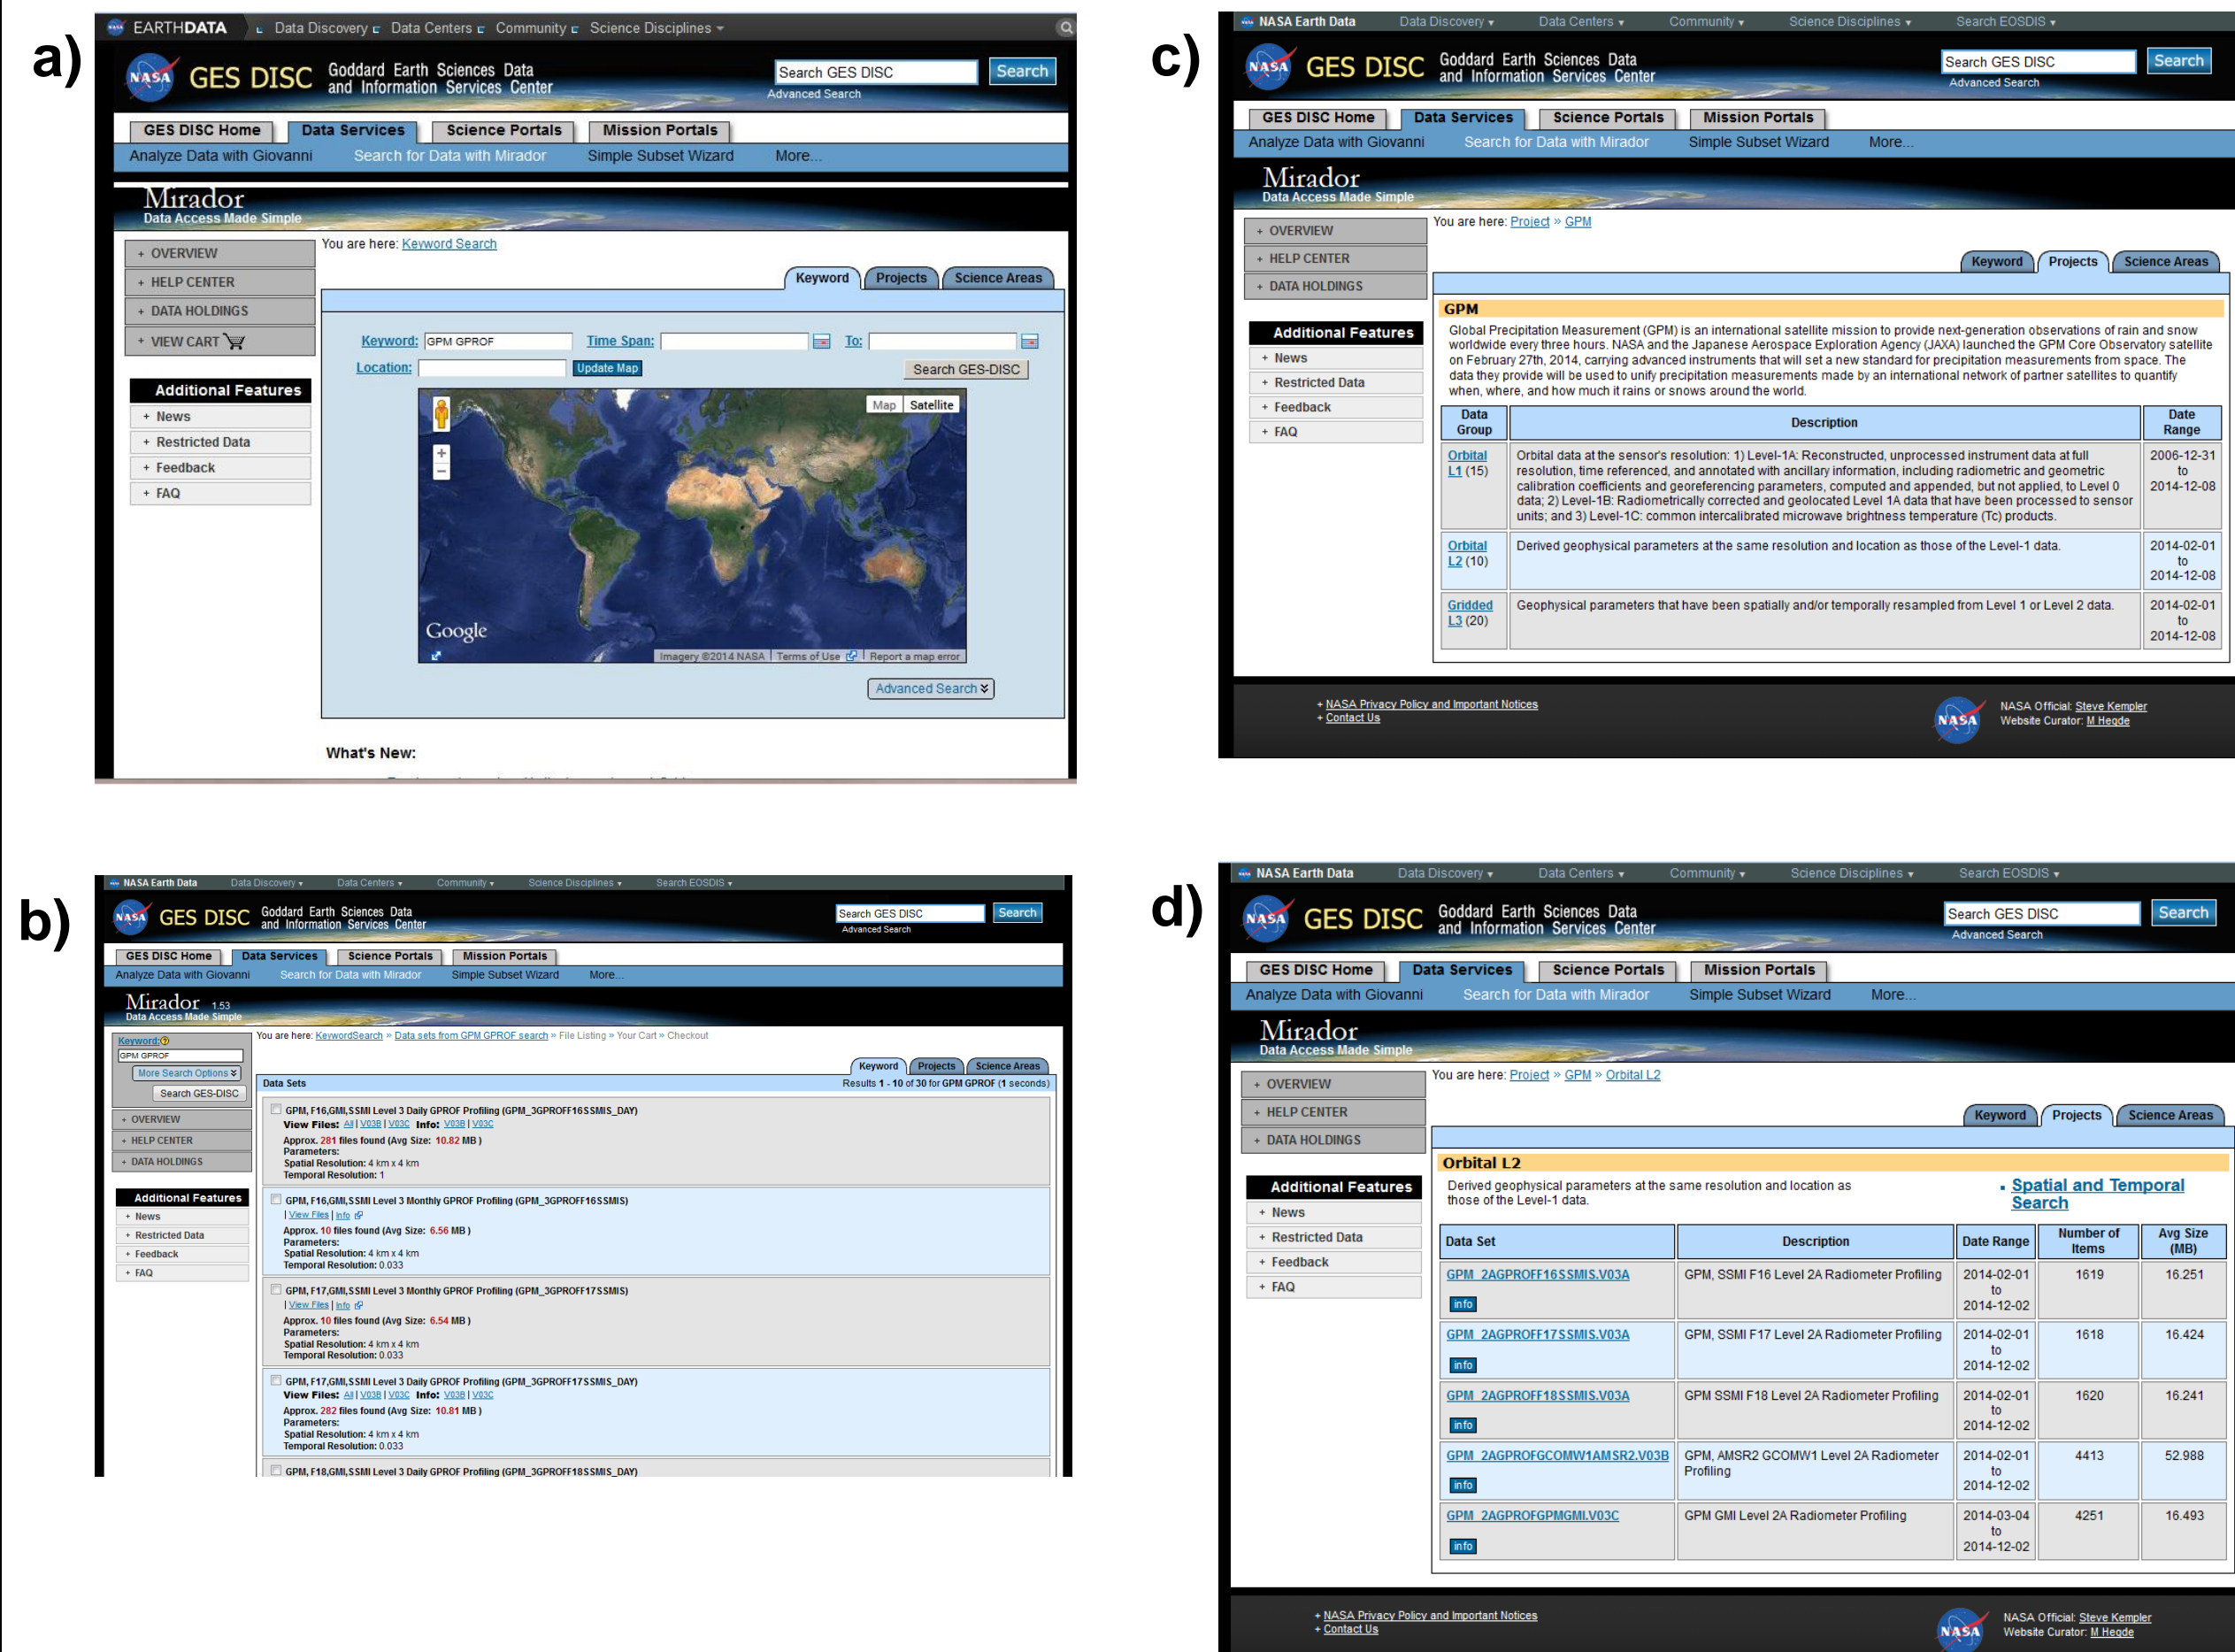 a)
EARTHDATA Data Discovery Data Centers Community Science Disciplines
NASA GES DISC Goddard Earth Sciences Data
and Information Services Center
Search GES DISC Search
Advanced Search
GES DISC Home Data Services Science Portals Mission Portals
Analyze Data with Giovanni Search for Data with Mirador Simple Subset Wizard More...
Mirador
Data Access Made Simple
+ OVERVIEW
+ HELP CENTER
+ DATA HOLDINGS
+ VIEW CART
Additional Features
+ News
+ Restricted Data
+ Feedback
+ FAQ
You are here: Keyword Search
Keyword Projects Science Areas
Keyword: GPM GPROF Time Span: To:
Location: Update Map Search GES-DISC
Map Satellite
+
−
Google
Imagery ©2014 NASA Terms of Use Report a map error
Advanced Search
What's New:
b)
NASA Earth Data Data Discovery Data Centers Community Science Disciplines Search EOSDIS
NASA GES DISC Goddard Earth Sciences Data
and Information Services Center
Search GES DISC Search
Advanced Search
GES DISC Home Data Services Science Portals Mission Portals
Analyze Data with Giovanni Search for Data with Mirador Simple Subset Wizard More...
Mirador 1.53
Data Access Made Simple
Keyword:
GPM GPROF
More Search Options
Search GES-DISC
+ OVERVIEW
+ HELP CENTER
+ DATA HOLDINGS
Additional Features
+ News
+ Restricted Data
+ Feedback
+ FAQ
You are here: KeywordSearch » Data sets from GPM GPROF search » File Listing » Your Cart » Checkout
Keyword Projects Science Areas
Data Sets Results 1 - 10 of 30 for GPM GPROF (1 seconds)
GPM, F16,GMI,SSMI Level 3 Daily GPROF Profiling (GPM_3GPROFF16SSMIS_DAY)
View Files: All | V03B | V03C Info: V03B | V03C
Approx. 281 files found (Avg Size: 10.82 MB )
Parameters:
Spatial Resolution: 4 km x 4 km
Temporal Resolution: 1
GPM, F16,GMI,SSMI Level 3 Monthly GPROF Profiling (GPM_3GPROFF16SSMIS)
| View Files | Info
Approx. 10 files found (Avg Size: 6.56 MB )
Parameters:
Spatial Resolution: 4 km x 4 km
Temporal Resolution: 0.033
GPM, F17,GMI,SSMI Level 3 Monthly GPROF Profiling (GPM_3GPROFF17SSMIS)
| View Files | Info
Approx. 10 files found (Avg Size: 6.54 MB )
Parameters:
Spatial Resolution: 4 km x 4 km
Temporal Resolution: 0.033
GPM, F17,GMI,SSMI Level 3 Daily GPROF Profiling (GPM_3GPROFF17SSMIS_DAY)
View Files: All | V03B | V03C Info: V03B | V03C
Approx. 282 files found (Avg Size: 10.81 MB )
Parameters:
Spatial Resolution: 4 km x 4 km
Temporal Resolution: 0.033
GPM, F18,GMI,SSMI Level 3 Daily GPROF Profiling (GPM_3GPROFF18SSMIS_DAY)
c)
NASA Earth Data Data Discovery Data Centers Community Science Disciplines Search EOSDIS
NASA GES DISC Goddard Earth Sciences Data
and Information Services Center
Search GES DISC Search
Advanced Search
GES DISC Home Data Services Science Portals Mission Portals
Analyze Data with Giovanni Search for Data with Mirador Simple Subset Wizard More...
Mirador
Data Access Made Simple
+ OVERVIEW
+ HELP CENTER
+ DATA HOLDINGS
Additional Features
+ News
+ Restricted Data
+ Feedback
+ FAQ
You are here: Project » GPM
Keyword Projects Science Areas
GPM
Global Precipitation Measurement (GPM) is an international satellite mission to provide next-generation observations of rain and snow
worldwide every three hours. NASA and the Japanese Aerospace Exploration Agency (JAXA) launched the GPM Core Observatory satellite
on February 27th, 2014, carrying advanced instruments that will set a new standard for precipitation measurements from space. The
data they provide will be used to unify precipitation measurements made by an international network of partner satellites to quantify
when, where, and how much it rains or snows around the world.
Data Group Description Date Range
Orbital L1 (15)
Orbital data at the sensor's resolution: 1) Level-1A: Reconstructed, unprocessed instrument data at full
resolution, time referenced, and annotated with ancillary information, including radiometric and geometric
calibration coefficients and georeferencing parameters, computed and appended, but not applied, to Level 0
data; 2) Level-1B: Radiometrically corrected and geolocated Level 1A data that have been processed to sensor
units; and 3) Level-1C: common intercalibrated microwave brightness temperature (Tc) products.
2006-12-31
to
2014-12-08
Orbital L2 (10)
Derived geophysical parameters at the same resolution and location as those of the Level-1 data.
2014-02-01
to
2014-12-08
Gridded L3 (20)
Geophysical parameters that have been spatially and/or temporally resampled from Level 1 or Level 2 data.
2014-02-01
to
2014-12-08
+ NASA Privacy Policy and Important Notices
+ Contact Us
NASA
NASA Official: Steve Kempler
Website Curator: M Hegde
d)
NASA Earth Data Data Discovery Data Centers Community Science Disciplines Search EOSDIS
NASA GES DISC Goddard Earth Sciences Data
and Information Services Center
Search GES DISC Search
Advanced Search
GES DISC Home Data Services Science Portals Mission Portals
Analyze Data with Giovanni Search for Data with Mirador Simple Subset Wizard More...
Mirador
Data Access Made Simple
+ OVERVIEW
+ HELP CENTER
+ DATA HOLDINGS
Additional Features
+ News
+ Restricted Data
+ Feedback
+ FAQ
You are here: Project » GPM » Orbital L2
Keyword Projects Science Areas
Orbital L2
Derived geophysical parameters at the same resolution and location as
those of the Level-1 data.
Spatial and Temporal
Search
Data Set Description Date Range Number of Items Avg Size (MB)
GPM_2AGPROFF16SSMIS.V03A GPM, SSMI F16 Level 2A Radiometer Profiling 2014-02-01 to 2014-12-02 1619 16.251
info
GPM_2AGPROFF17SSMIS.V03A GPM, SSMI F17 Level 2A Radiometer Profiling 2014-02-01 to 2014-12-02 1618 16.424
info
GPM_2AGPROFF18SSMIS.V03A GPM SSMI F18 Level 2A Radiometer Profiling 2014-02-01 to 2014-12-02 1620 16.241
info
GPM_2AGPROFGCOMW1AMSR2.V03B GPM, AMSR2 GCOMW1 Level 2A Radiometer Profiling 2014-02-01 to 2014-12-02 4413 52.988
info
GPM_2AGPROFGPMGMI.V03C GPM GMI Level 2A Radiometer Profiling 2014-03-04 to 2014-12-02 4251 16.493
info
+ NASA Privacy Policy and Important Notices
+ Contact Us
NASA
NASA Official: Steve Kempler
Website Curator: M Hegde